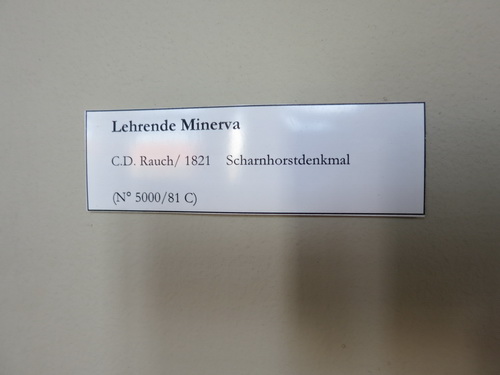 Lehrende Minerva
C.D. Rauch/ 1821 Scharnhorstdenkmal
(N° 5000/81 C)